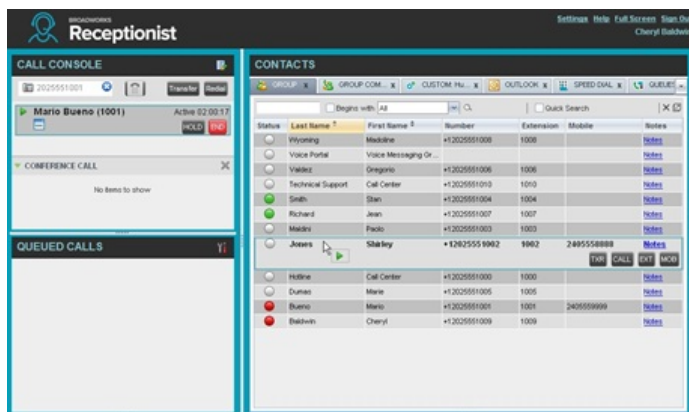 BROADWORKS
Receptionist
Settings Help Full Screen Sign Ou
Cheryl Baldwin
CALL CONSOLE
2025551001 Transfer Redial
Mario Bueno (1001) Active 02:00:17
HOLD END
CONFERENCE CALL
No items to show
QUEUED CALLS
CONTACTS
GROUP x GROUP COM... x CUSTOM: Hu... x OUTLOOK x SPEED DIAL x QUEUES
Begins with All Quick Search
Status Last Name First Name Number Extension Mobile Notes
Wyoming Madoline +12025551008 1008 Notes
Voice Portal Voice Messaging Gr... Notes
Valdez Gregorio +12025551006 1006 Notes
Technical Support Call Center +12025551010 1010 Notes
Smith Stan +12025551004 1004 Notes
Richard Jean +12025551007 1007 Notes
Maldini Paolo +12025551003 1003 Notes
Jones Shirley +12025551002 1002 2405558888 Notes
TXR CALL EXT MOB
Hotline Call Center +12025551000 1000 Notes
Dumas Marie +12025551005 1005 Notes
Bueno Mario +12025551001 1001 2405559999 Notes
Baldwin Cheryl +12025551009 1009 Notes